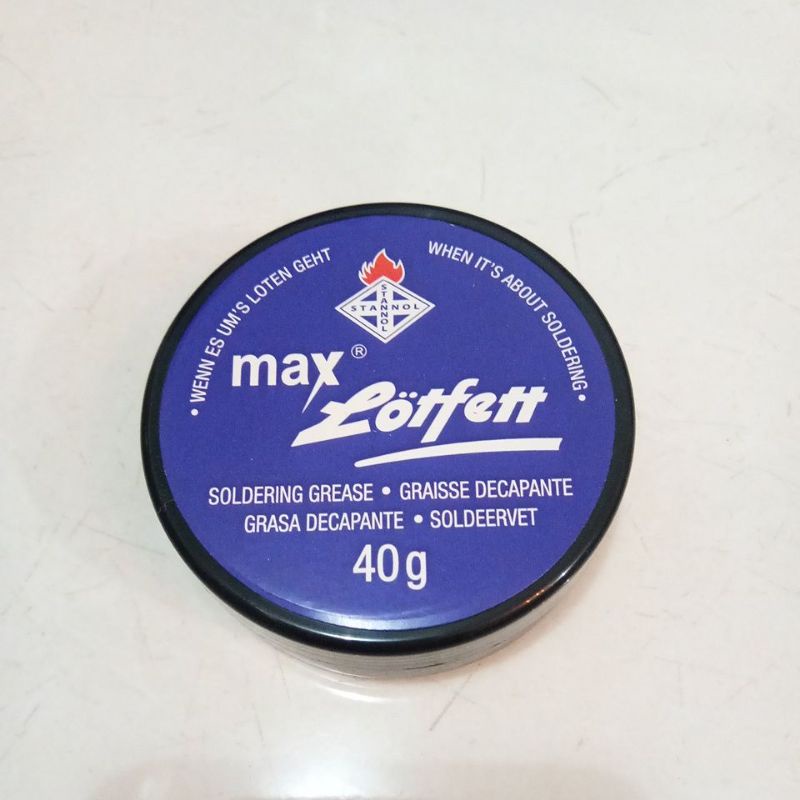 • WENN ES UM'S LOTEN GEHT
WHEN IT'S ABOUT SOLDERING •
STANNOL
STANNOL
max®
Lötfett
SOLDERING GREASE • GRAISSE DECAPANTE
GRASA DECAPANTE • SOLDEERVET
40g